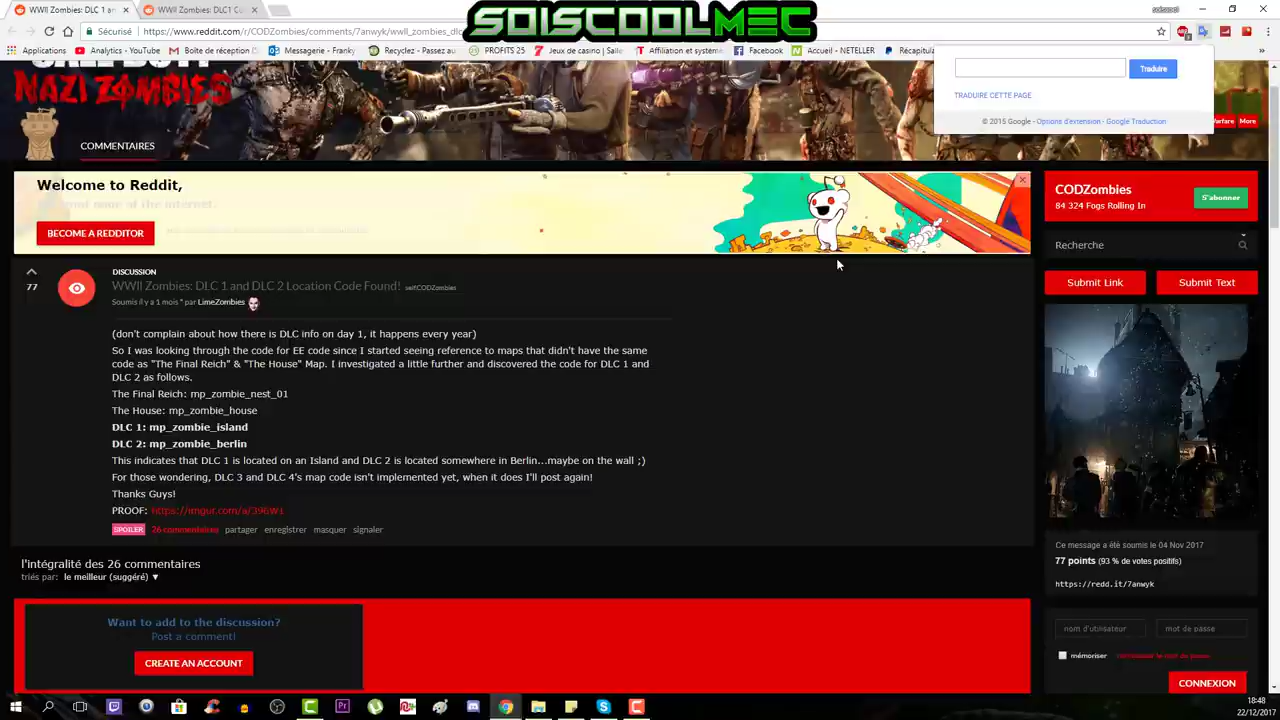 WWII Zombies: DLC 1 an
WWII Zombies: DLC1 C
SOISCOOLMEC
soiscool
Sécurisé
https://www.reddit.com/r/CODZombies/comments/7anwyk/wwll_zombies_dlc
Applications
Anargy - YouTube
Boîte de réception
Messagerie - Franky
Recyclez - Passez au
PROFITS 25
Jeux de casino | Salle
Affiliation et système
Facebook
Accueil - NETELLER
Récapitula
Traduire
TRADUIRE CETTE PAGE
© 2015 Google - Options d'extension - Google Traduction
NAZI ZOMBIES
COMMENTAIRES
More
Welcome to Reddit,
BECOME A REDDITOR
CODZombies
84 324 Fogs Rolling In
S'abonner
Recherche
Submit Link
Submit Text
DISCUSSION
77
WWII Zombies: DLC 1 and DLC 2 Location Code Found! self:CODZombies
Soumis il y a 1 mois * par LimeZombies
(don't complain about how there is DLC info on day 1, it happens every year)
So I was looking through the code for EE code since I started seeing reference to maps that didn't have the same
code as "The Final Reich" & "The House" Map. I investigated a little further and discovered the code for DLC 1 and
DLC 2 as follows.
The Final Reich: mp_zombie_nest_01
The House: mp_zombie_house
DLC 1: mp_zombie_island
DLC 2: mp_zombie_berlin
This indicates that DLC 1 is located on an Island and DLC 2 is located somewhere in Berlin...maybe on the wall ;)
For those wondering, DLC 3 and DLC 4's map code isn't implemented yet, when it does I'll post again!
Thanks Guys!
PROOF: https://imgur.com/a/396W1
SPOILER 26 commentaires partager enregistrer masquer signaler
l'intégralité des 26 commentaires
triés par: le meilleur (suggéré) ▼
Want to add to the discussion?
Post a comment!
CREATE AN ACCOUNT
Ce message a été soumis le 04 Nov 2017
77 points (93 % de votes positifs)
https://redd.it/7anwyk
nom d'utilisateur
mot de passe
mémoriser
CONNEXION
18:48
22/12/2017